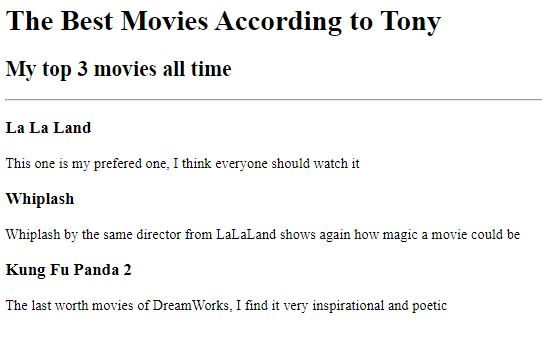 The Best Movies According to Tony
My top 3 movies all time
La La Land
This one is my prefered one, I think everyone should watch it
Whiplash
Whiplash by the same director from LaLaLand shows again how magic a movie could be
Kung Fu Panda 2
The last worth movies of DreamWorks, I find it very inspirational and poetic